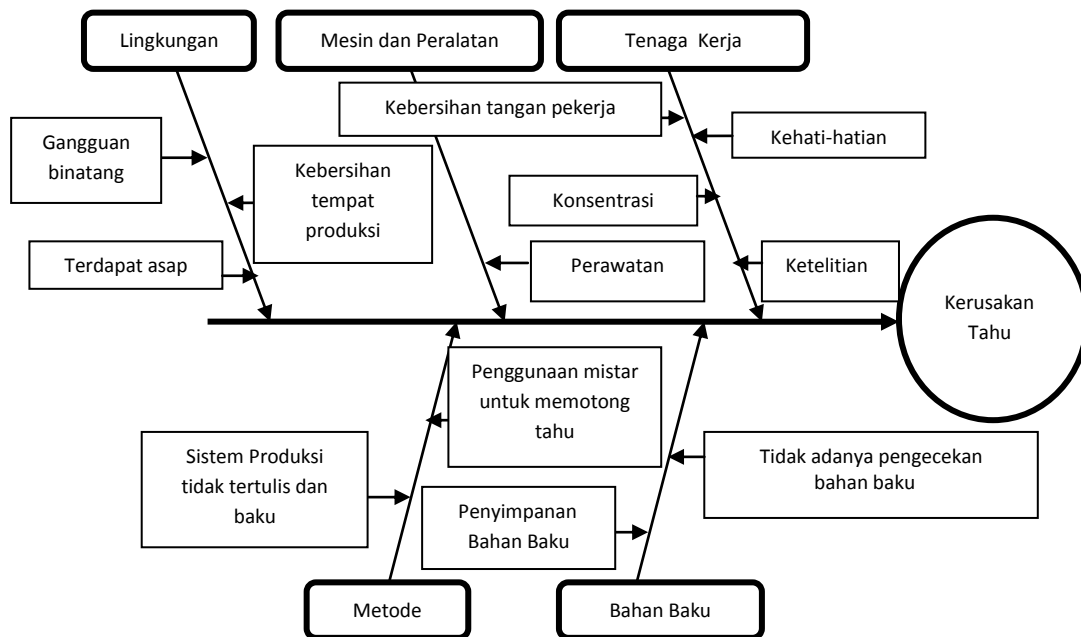 Lingkungan
Mesin dan Peralatan
Tenaga Kerja
Kebersihan tangan pekerja
Kehati-hatian
Gangguan
binatang
Kebersihan
tempat
produksi
Konsentrasi
Terdapat asap
Perawatan
Ketelitian
Kerusakan
Tahu
Penggunaan mistar
untuk memotong
tahu
Sistem Produksi
tidak tertulis dan
baku
Tidak adanya pengecekan
bahan baku
Penyimpanan
Bahan Baku
Metode
Bahan Baku